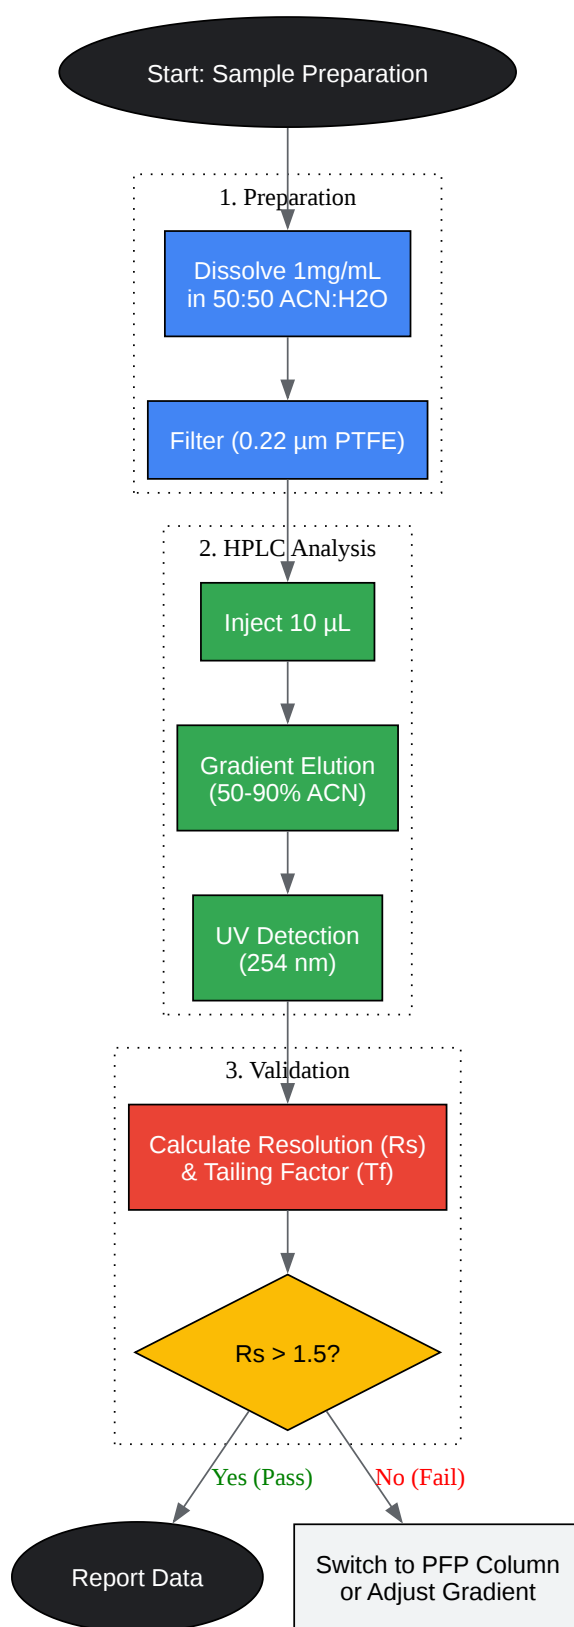 Start: Sample Preparation
1. Preparation
Dissolve 1mg/mL
in 50:50 ACN:H2O
Filter (0.22 µm PTFE)
2. HPLC Analysis
Inject 10 µL
Gradient Elution
(50-90% ACN)
UV Detection
(254 nm)
3. Validation
Calculate Resolution (Rs)
& Tailing Factor (Tf)
Rs > 1.5?
Yes (Pass)
No (Fail)
Report Data
Switch to PFP Column
or Adjust Gradient